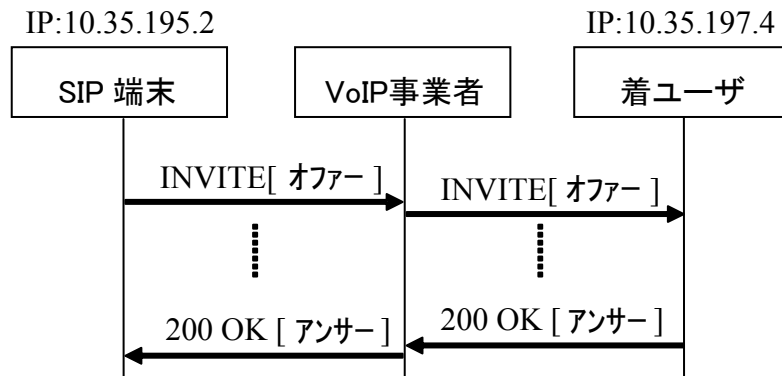 IP:10.35.195.2
IP:10.35.197.4
SIP 端末
VoIP事業者
着ユーザ
INVITE[ オファー ]
INVITE[ オファー ]
200 OK [ アンサー ]
200 OK [ アンサー ]